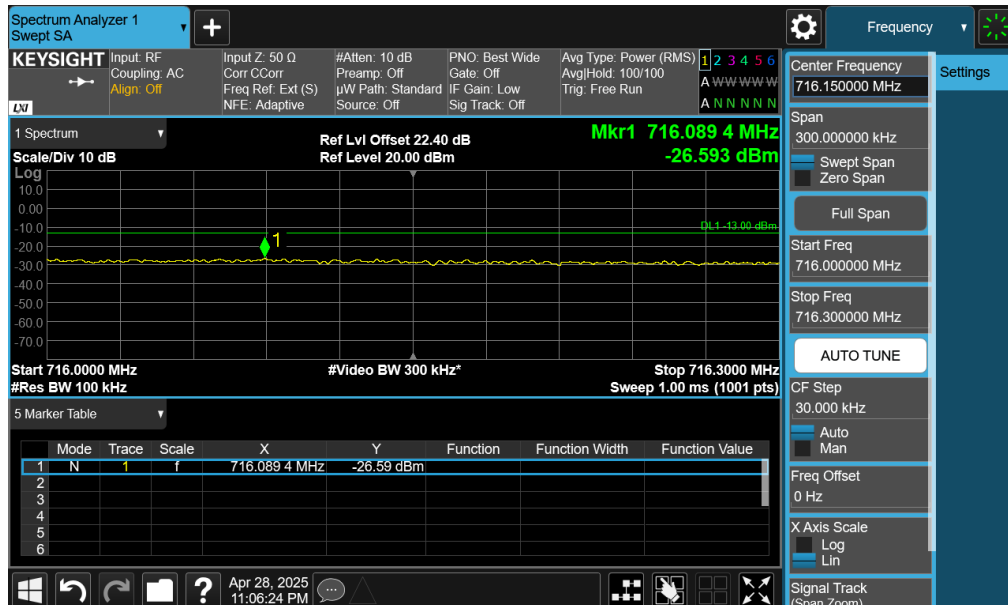 Spectrum Analyzer 1
Swept SA
+
Frequency
KEYSIGHT
LXI
Input: RF
Coupling: AC
Align: Off
Input Z: 50 Ω
Corr CCorr
Freq Ref: Ext (S)
NFE: Adaptive
#Atten: 10 dB
Preamp: Off
µW Path: Standard
Source: Off
PNO: Best Wide
Gate: Off
IF Gain: Low
Sig Track: Off
Avg Type: Power (RMS)
Avg|Hold: 100/100
Trig: Free Run
1 2 3 4 5 6
A W W W W W
A N N N N N
1 Spectrum
Scale/Div 10 dB
Ref Lvl Offset 22.40 dB
Ref Level 20.00 dBm
Mkr1 716.089 4 MHz
-26.593 dBm
Log
10.0
0.00
-10.0
-20.0
-30.0
-40.0
-50.0
-60.0
-70.0
DL1 -13.00 dBm
1
Start 716.0000 MHz
#Res BW 100 kHz
#Video BW 300 kHz*
Stop 716.3000 MHz
Sweep 1.00 ms (1001 pts)
5 Marker Table
Mode Trace Scale X Y Function Function Width Function Value
1 N 1 f 716.089 4 MHz -26.59 dBm
2
3
4
5
6
?
Apr 28, 2025
11:06:24 PM
Center Frequency
716.150000 MHz
Span
300.000000 kHz
Swept Span
Zero Span
Full Span
Start Freq
716.000000 MHz
Stop Freq
716.300000 MHz
AUTO TUNE
CF Step
30.000 kHz
Auto
Man
Freq Offset
0 Hz
X Axis Scale
Log
Lin
Signal Track
(Span Zoom)
Settings